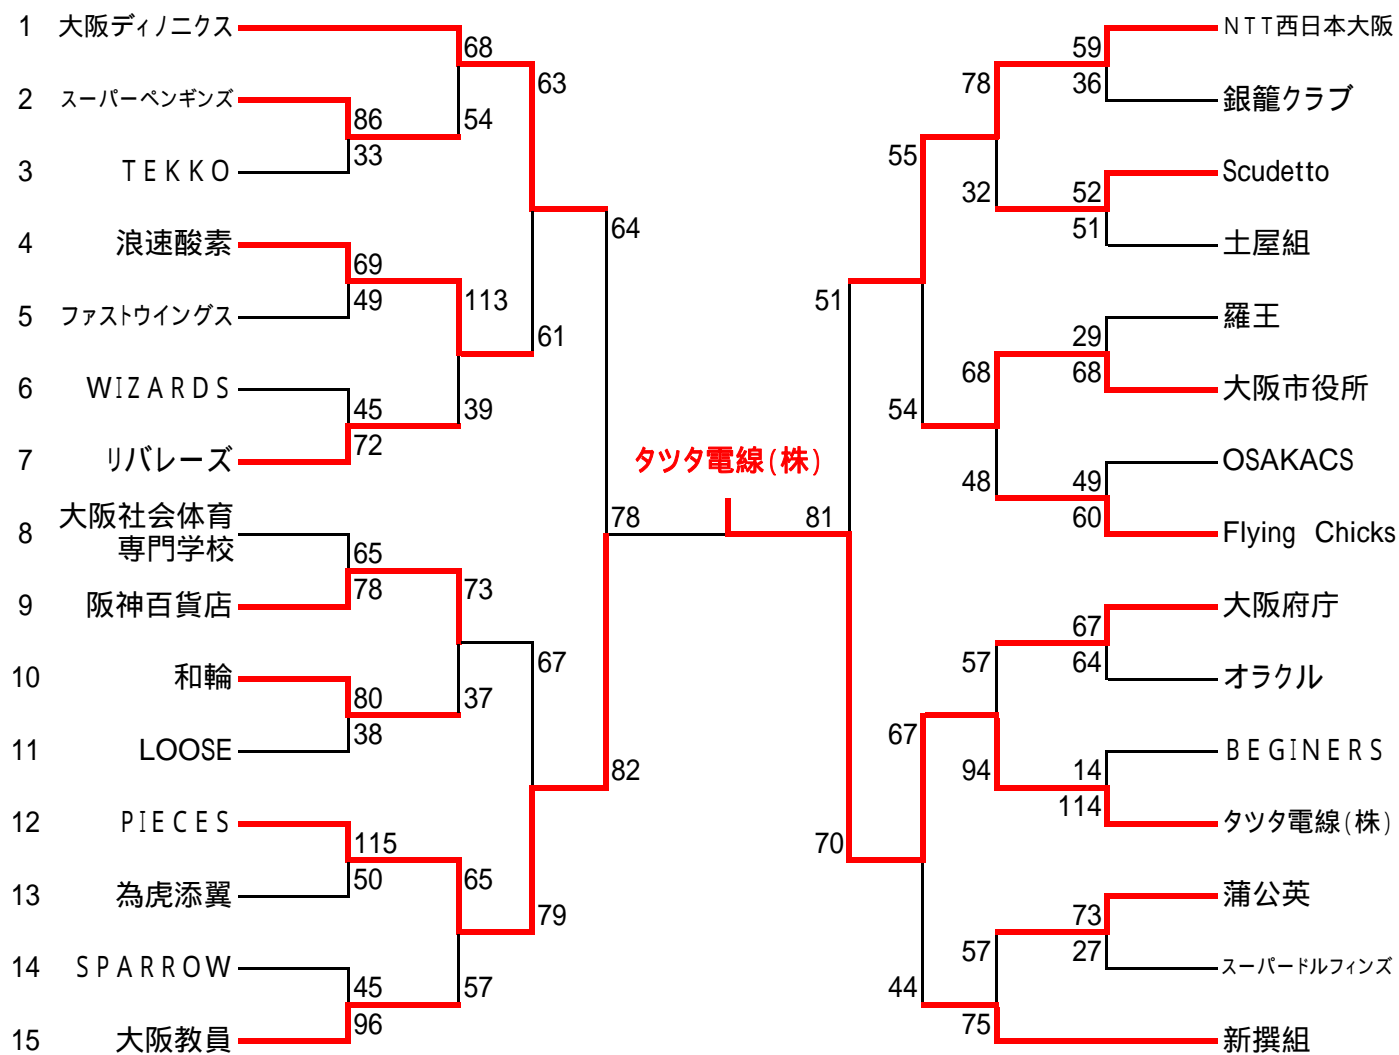 1 大阪ディノニクス
2 スーパーペンギンズ
3 TEKKO
4 浪速酸素
5 ファストウイングス
6 WIZARDS
7 リバレーズ
8 大阪社会体育
専門学校
9 阪神百貨店
10 和輪
11 LOOSE
12 PIECES
13 為虎添翼
14 SPARROW
15 大阪教員
68
54
86
33
69
49
113
39
45
72
63
61
64
65
78
73
37
80
38
67
82
115
50
65
57
45
96
79
78
タツタ電線(株)
81
51
70
55
54
78
32
59
36
52
51
68
48
29
68
49
60
67
44
57
94
67
64
14
114
57
75
73
27
NTT西日本大阪
銀籠クラブ
Scudetto
土屋組
羅王
大阪市役所
OSAKACS
Flying Chicks
大阪府庁
オラクル
BEGINERS
タツタ電線(株)
蒲公英
スーパードルフィンズ
新撰組